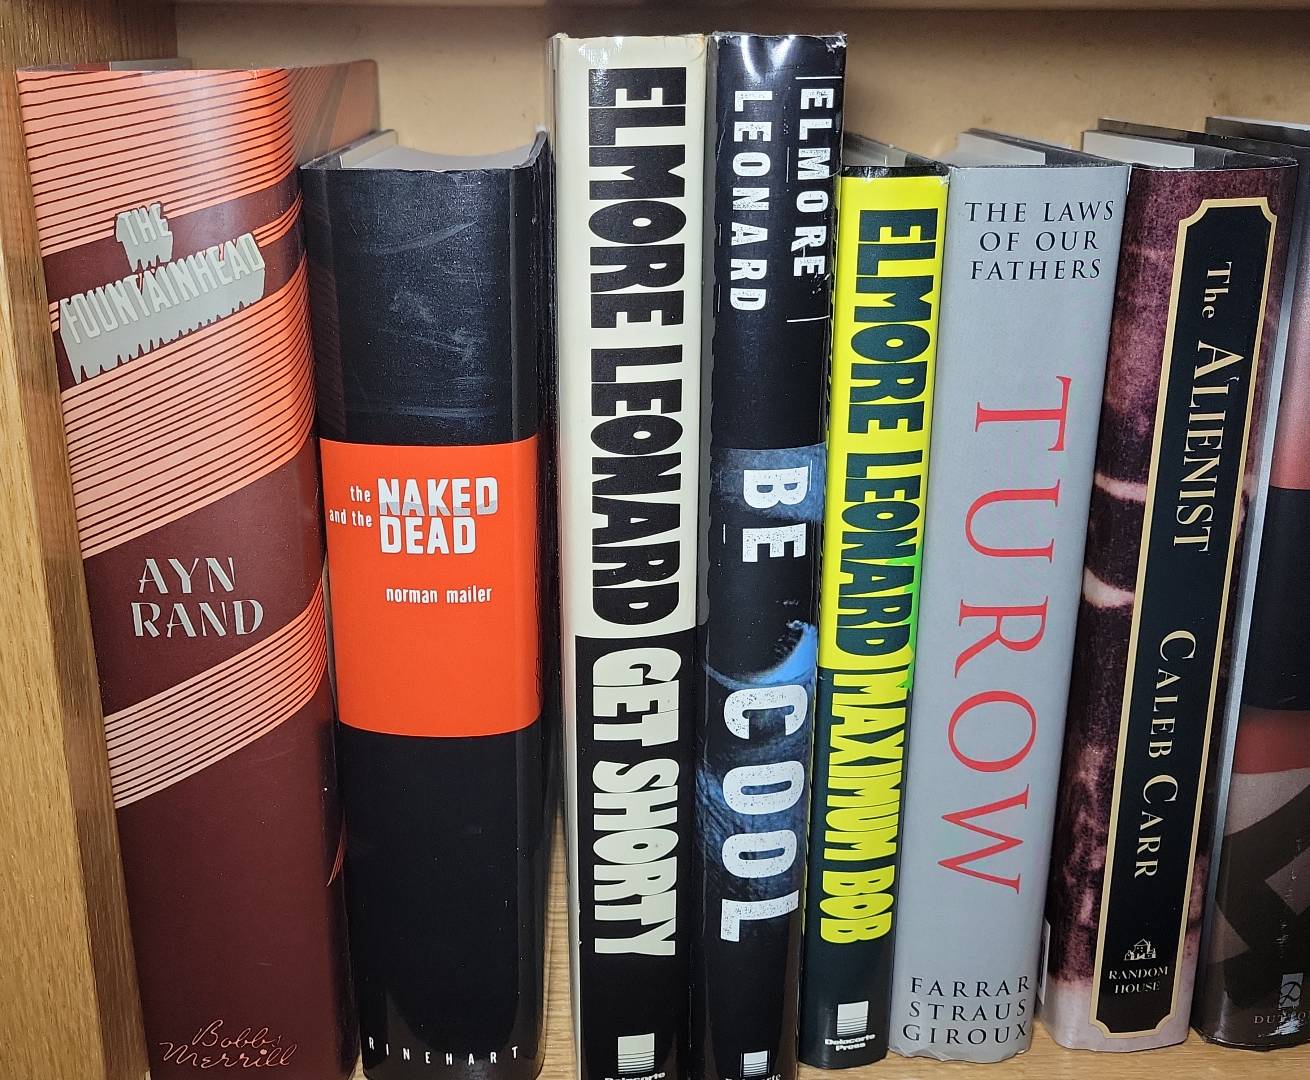 THE
FOUNTAINHEAD
AYN
RAND
Bobbs
Merrill
the NAKED
and the DEAD
norman mailer
RINEHART
ELMORE LEONARD GET SHORTY
Delacorte
ELMORE
LEONARD
BE COOL
Delacorte
ELMORE LEONARD MAXIMUM BOB
Delacorte
Press
THE LAWS
OF OUR
FATHERS
TUROW
FARRAR
STRAUS
GIROUX
The ALIENIST CALEB CARR
RANDOM
HOUSE